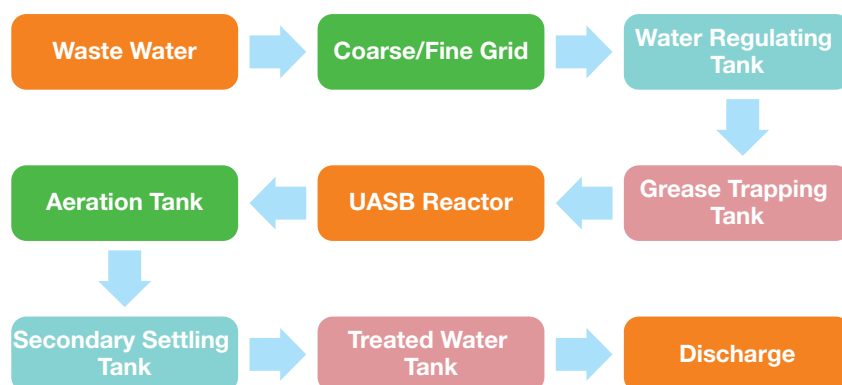 Waste Water
Coarse/Fine Grid
Water Regulating
Tank
Aeration Tank
UASB Reactor
Grease Trapping
Tank
Secondary Settling
Tank
Treated Water
Tank
Discharge